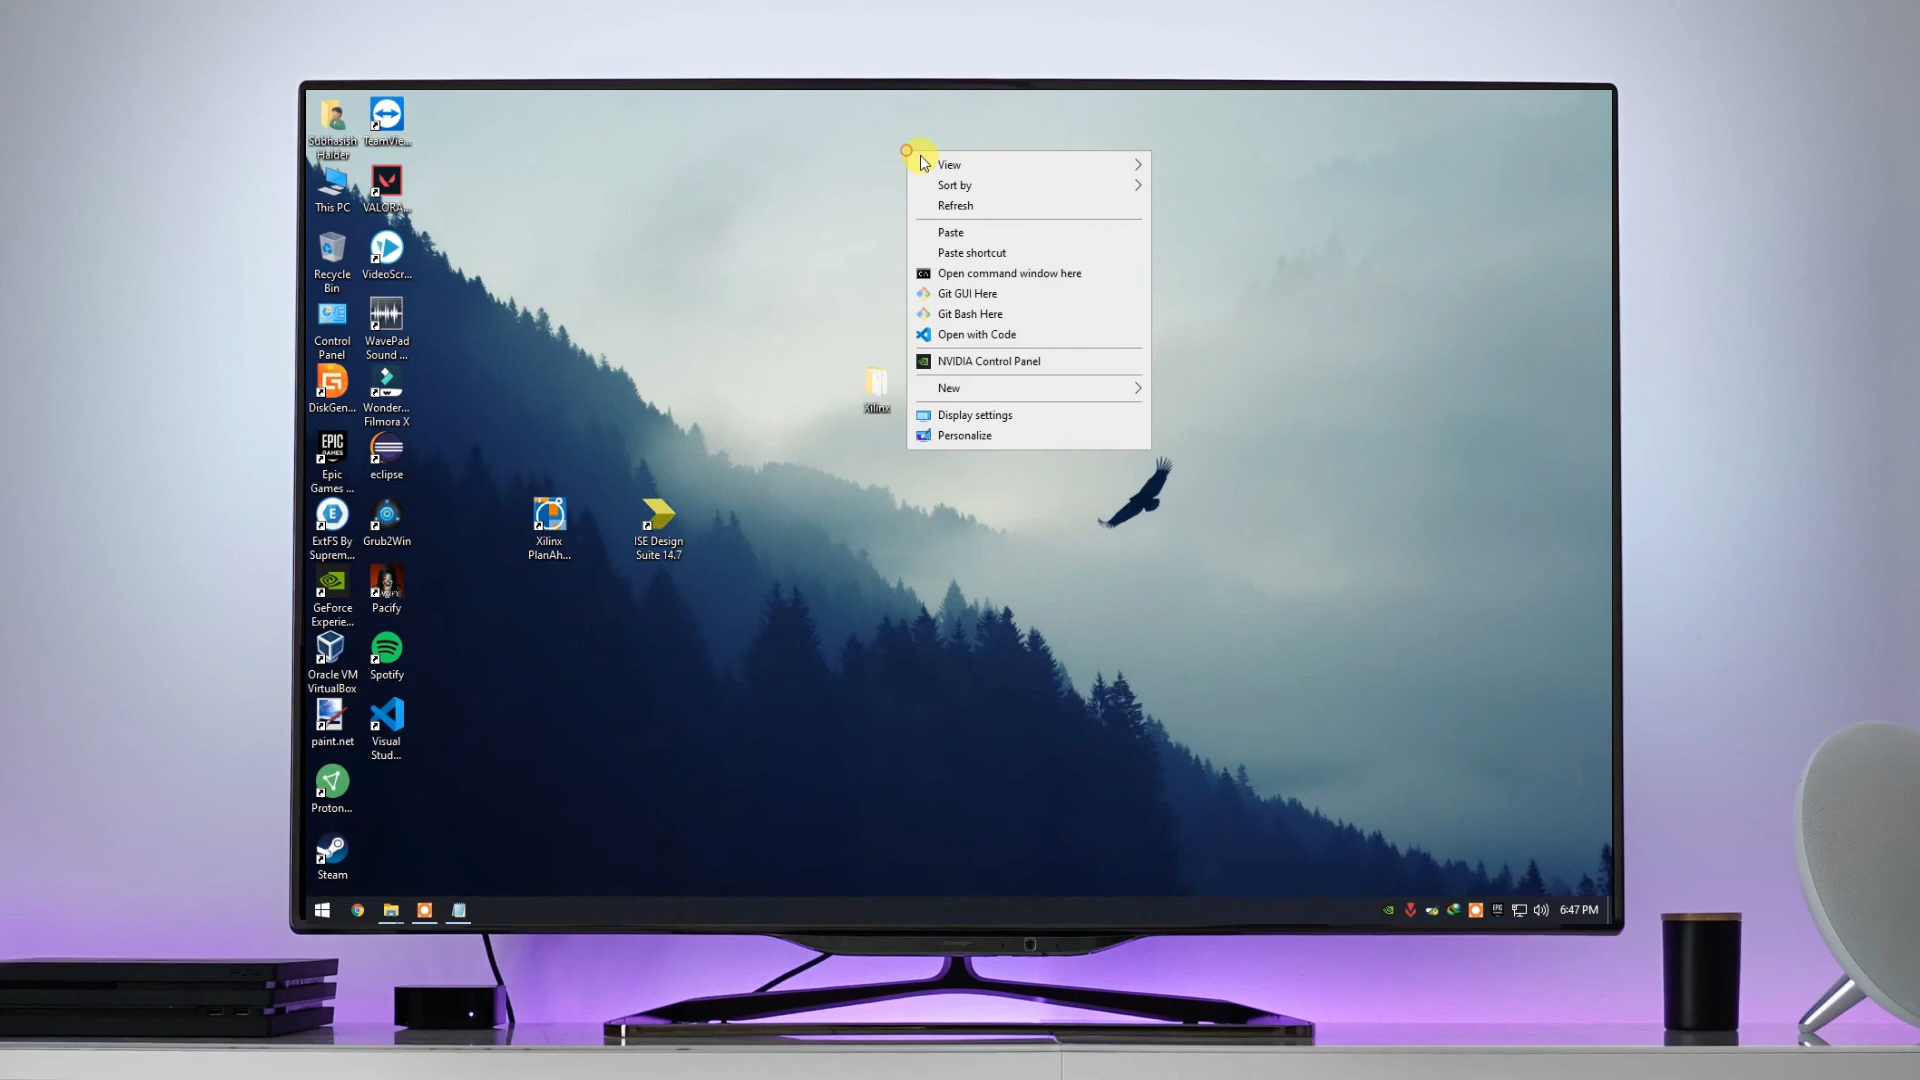 Subhasish
Halder
TeamVie...
This PC
VALORA...
Recycle
Bin
VideoScr...
Control
Panel
WavePad
Sound ...
DiskGen...
Wonder...
Filmora X
EPIC
GAMES
Epic
Games ...
eclipse
ExtFS By
Suprem...
Grub2Win
GeForce
Experie...
Pacify
Oracle VM
VirtualBox
Spotify
paint.net
Visual
Stud...
Proton...
Steam
Xilinx
PlanAh...
ISE Design
Suite 14.7
Xilinx
View
Sort by
Refresh
Paste
Paste shortcut
Open command window here
Git GUI Here
Git Bash Here
Open with Code
NVIDIA Control Panel
New
Display settings
Personalize
6:47 PM